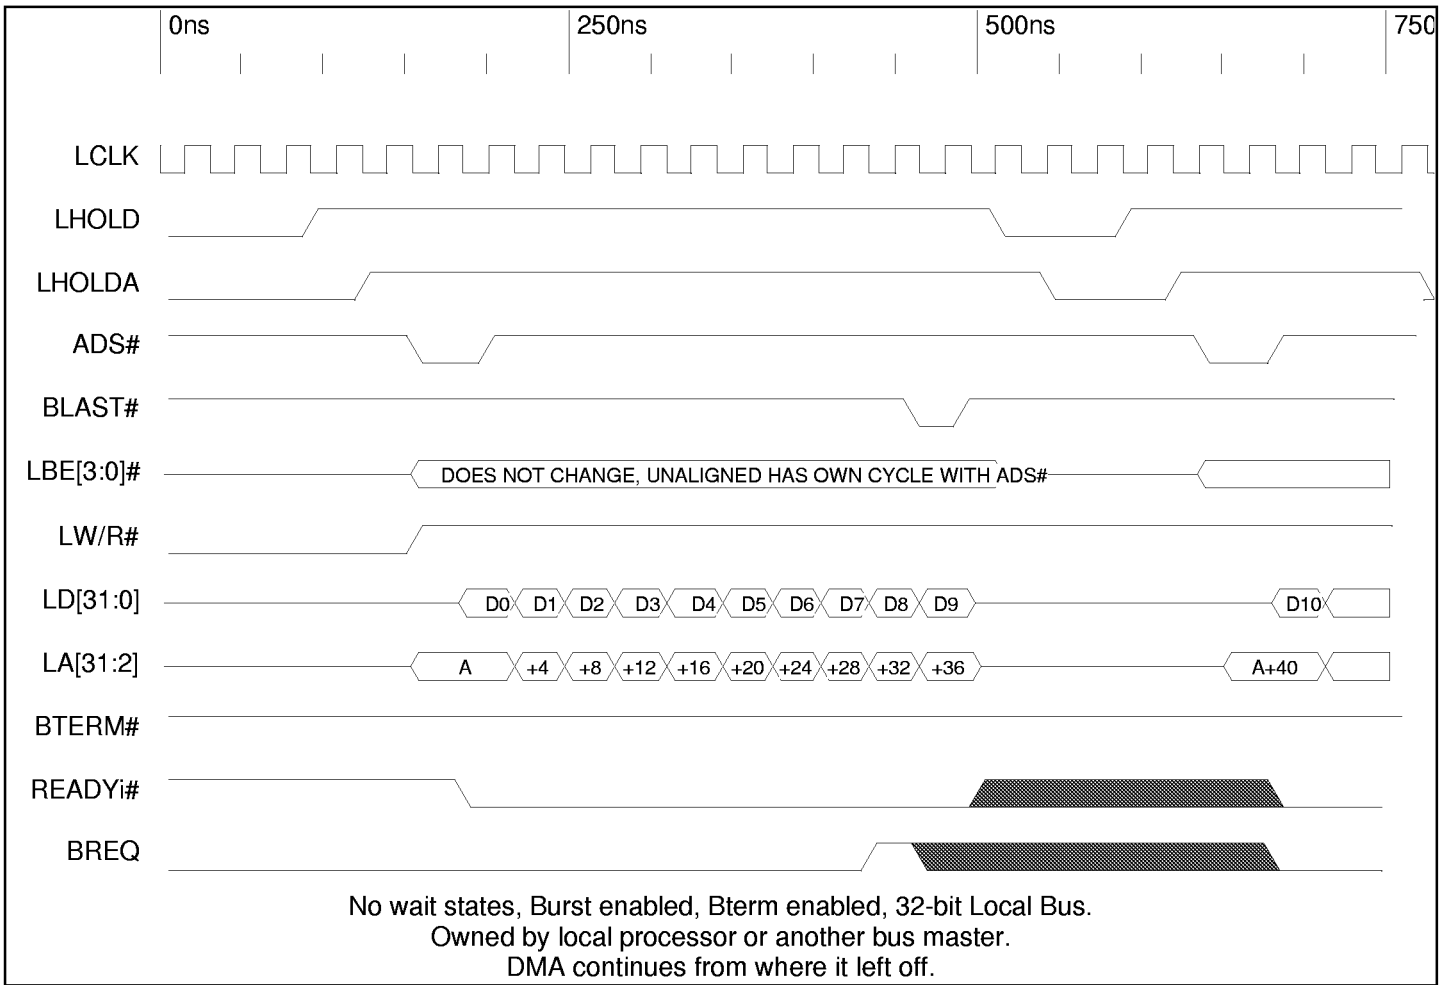 0ns 250ns 500ns 750
LCLK
LHOLD
LHOLDA
ADS#
BLAST#
LBE[3:0]# DOES NOT CHANGE, UNALIGNED HAS OWN CYCLE WITH ADS#
LW/R#
LD[31:0] D0 D1 D2 D3 D4 D5 D6 D7 D8 D9 D10
LA[31:2] A +4 +8 +12 +16 +20 +24 +28 +32 +36 A+40
BTERM#
READYi#
BREQ
No wait states, Burst enabled, Bterm enabled, 32-bit Local Bus.
Owned by local processor or another bus master.
DMA continues from where it left off.